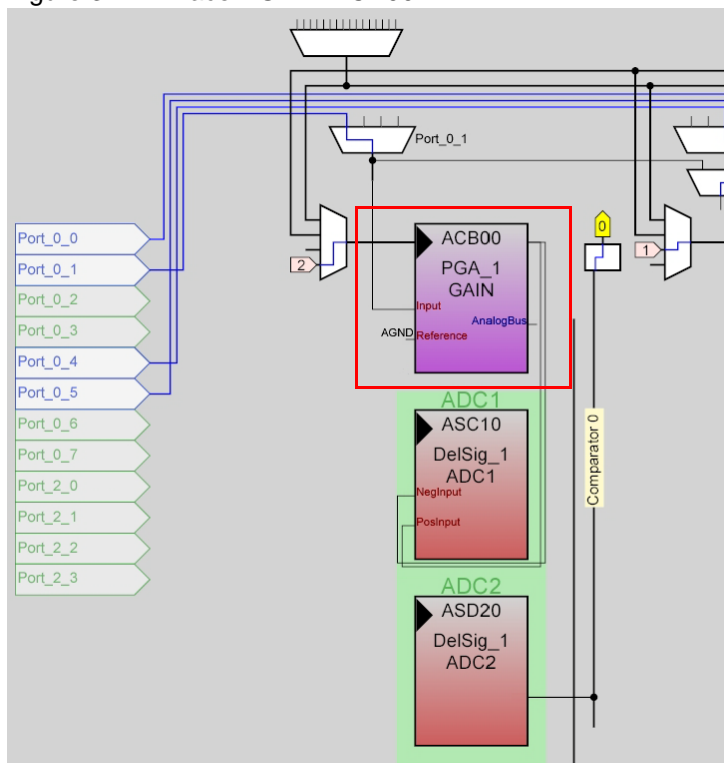 Port_0_1
Port_0_0
Port_0_1
Port_0_2
Port_0_3
Port_0_4
Port_0_5
Port_0_6
Port_0_7
Port_2_0
Port_2_1
Port_2_2
Port_2_3
2
ACB00
PGA_1
GAIN
Input
AnalogBus
AGND
Reference
0
1
ADC1
ASC10
DelSig_1
ADC1
NegInput
PosInput
Comparator 0
ADC2
ASD20
DelSig_1
ADC2